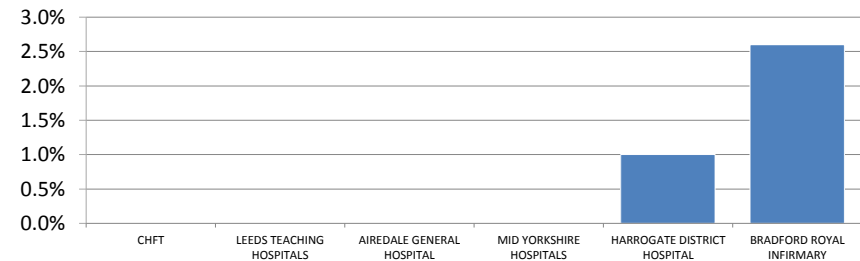 3.0%
2.5%
2.0%
1.5%
1.0%
0.5%
0.0%
CHFT
LEEDS TEACHING
HOSPITALS
AIREDALE GENERAL
HOSPITAL
MID YORKSHIRE
HOSPITALS
HARROGATE DISTRICT
HOSPITAL
BRADFORD ROYAL
INFIRMARY